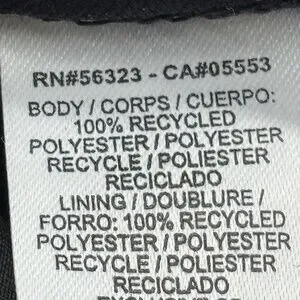 RN#56323 - CA#05553
BODY / CORPS / CUERPO:
100% RECYCLED
POLYESTER / POLYESTER
RECYCLE / POLIESTER
RECICLADO
LINING / DOUBLURE /
FORRO: 100% RECYCLED
POLYESTER / POLYESTER
RECYCLE / POLIESTER
RECICLADO